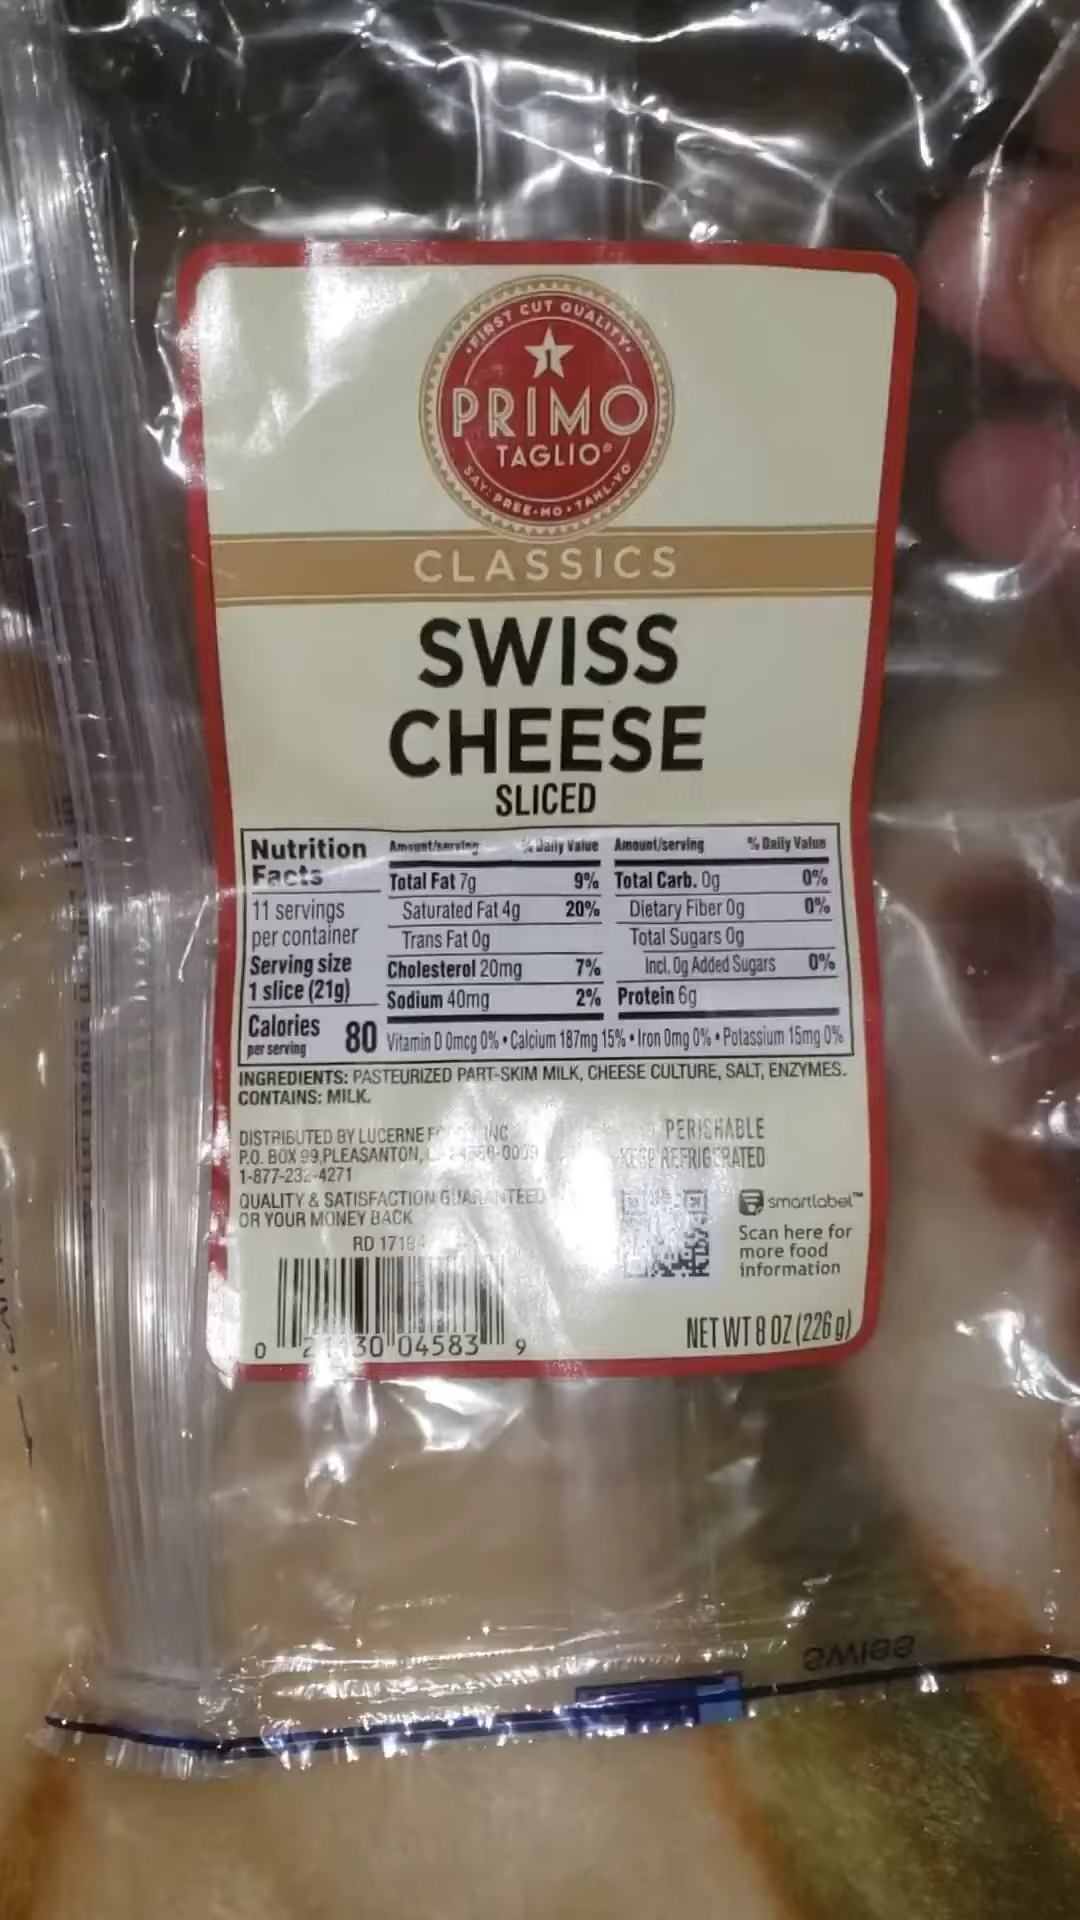 •FIRST CUT QUALITY•
1
PRIMO
TAGLIO®
SAY: PREE-MO • TAHL-YO
CLASSICS
SWISS
CHEESE
SLICED
Nutrition
Facts
11 servings
per container
Serving size
1 slice (21g)
Calories
per serving
80
Amount/serving % Daily Value
Total Fat 7g 9%
Saturated Fat 4g 20%
Trans Fat 0g
Cholesterol 20mg 7%
Sodium 40mg 2%
Amount/serving % Daily Value
Total Carb. 0g 0%
Dietary Fiber 0g 0%
Total Sugars 0g
Incl. 0g Added Sugars 0%
Protein 6g
Vitamin D 0mcg 0% • Calcium 187mg 15% • Iron 0mg 0% • Potassium 15mg 0%
INGREDIENTS: PASTEURIZED PART-SKIM MILK, CHEESE CULTURE, SALT, ENZYMES.
CONTAINS: MILK.
DISTRIBUTED BY LUCERNE INC
P.O. BOX 99, PLEASANTON,
1-877-232-4271
QUALITY & SATISFACTION GUARANTEED
OR YOUR MONEY BACK
RD
PERISHABLE
KEEP REFRIGERATED
smartlabel™
Scan here for
more food
information
0 04583 9
NET WT 8 OZ (226 g)
swiss